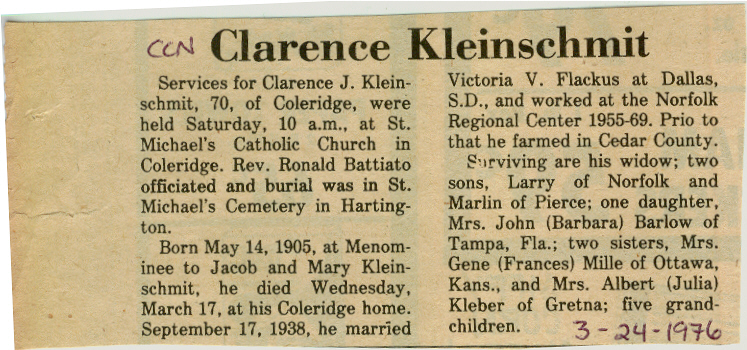 CCN Clarence Kleinschmit
Services for Clarence J. Klein-
schmit, 70, of Coleridge, were
held Saturday, 10 a.m., at St.
Michael's Catholic Church in
Coleridge. Rev. Ronald Battiato
officiated and burial was in St.
Michael's Cemetery in Harting-
ton.
Born May 14, 1905, at Menom-
inee to Jacob and Mary Klein-
schmit, he died Wednesday,
March 17, at his Coleridge home.
September 17, 1938, he married
Victoria V. Flackus at Dallas,
S.D., and worked at the Norfolk
Regional Center 1955-69. Prio to
that he farmed in Cedar County.
Surviving are his widow; two
sons, Larry of Norfolk and
Marlin of Pierce; one daughter,
Mrs. John (Barbara) Barlow of
Tampa, Fla.; two sisters, Mrs.
Gene (Frances) Mille of Ottawa,
Kans., and Mrs. Albert (Julia)
Kleber of Gretna; five grand-
children.
3-24-1976